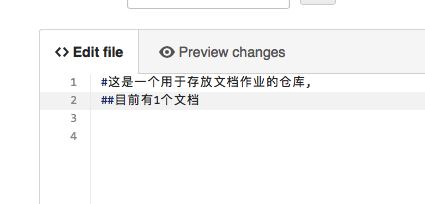 <> Edit file
Preview changes
1 #这是一个用于存放文档作业的仓库,
2 ##目前有1个文档
3
4